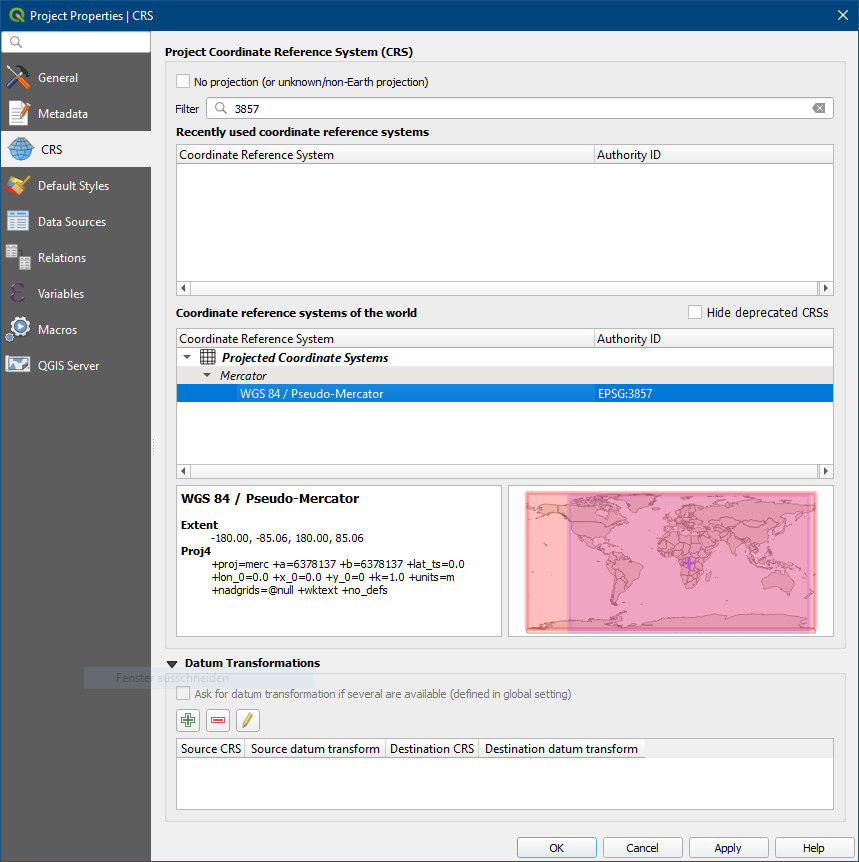 Project Properties | CRS
General
Metadata
CRS
Default Styles
Data Sources
Relations
Variables
Macros
QGIS Server
Project Coordinate Reference System (CRS)
No projection (or unknown/non-Earth projection)
Filter 3857
Recently used coordinate reference systems
Coordinate Reference System Authority ID
Coordinate reference systems of the world Hide deprecated CRSs
Coordinate Reference System Authority ID
Projected Coordinate Systems
Mercator
WGS 84 / Pseudo-Mercator EPSG:3857
WGS 84 / Pseudo-Mercator
Extent
-180.00, -85.06, 180.00, 85.06
Proj4
+proj=merc +a=6378137 +b=6378137 +lat_ts=0.0
+lon_0=0.0 +x_0=0.0 +y_0=0 +k=1.0 +units=m
+nadgrids=@null +wktext +no_defs
Datum Transformations
Fenster ausschneiden
Ask for datum transformation if several are available (defined in global setting)
Source CRS Source datum transform Destination CRS Destination datum transform
OK Cancel Apply Help